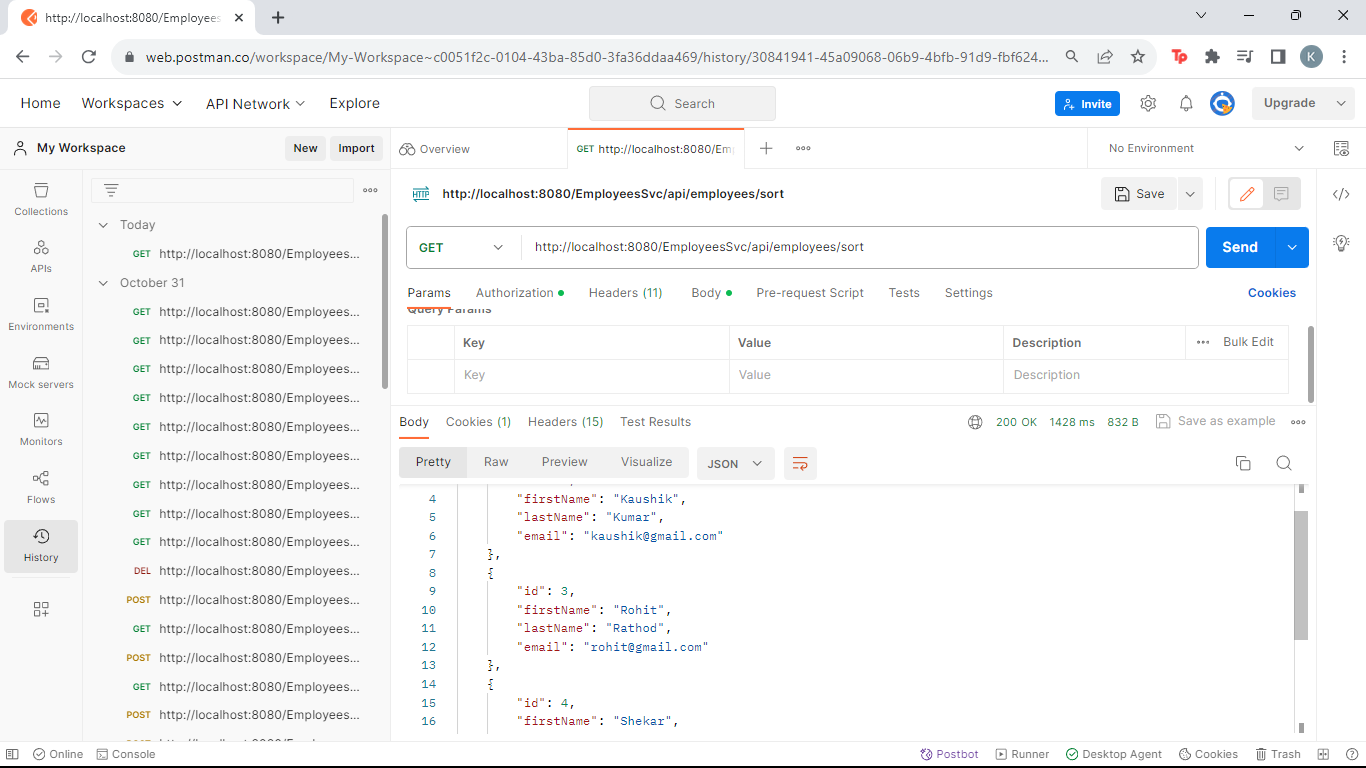 http://localhost:8080/Employees
web.postman.co/workspace/My-Workspace~c0051f2c-0104-43ba-85d0-3fa36ddaa469/history/30841941-45a09068-06b9-4bfb-91d9-fbf624...
K
Home Workspaces API Network Explore Search Invite Upgrade
My Workspace New Import
Overview GET http://localhost:8080/Em No Environment
Collections
APIs
Environments
Mock servers
Monitors
Flows
History
Today
GET http://localhost:8080/Employees...
October 31
GET http://localhost:8080/Employees...
GET http://localhost:8080/Employees...
GET http://localhost:8080/Employees...
GET http://localhost:8080/Employees...
GET http://localhost:8080/Employees...
GET http://localhost:8080/Employees...
GET http://localhost:8080/Employees...
GET http://localhost:8080/Employees...
GET http://localhost:8080/Employees...
DEL http://localhost:8080/Employees...
POST http://localhost:8080/Employees...
GET http://localhost:8080/Employees...
POST http://localhost:8080/Employees...
GET http://localhost:8080/Employees...
POST http://localhost:8080/Employees...
HTTP http://localhost:8080/EmployeesSvc/api/employees/sort Save
GET http://localhost:8080/EmployeesSvc/api/employees/sort Send
Params Authorization Headers (11) Body Pre-request Script Tests Settings Cookies
Query Params
Key Value Description Bulk Edit
Key Value Description
Body Cookies (1) Headers (15) Test Results 200 OK 1428 ms 832 B Save as example
Pretty Raw Preview Visualize JSON
4 "firstName": "Kaushik",
5 "lastName": "Kumar",
6 "email": "kaushik@gmail.com"
7 },
8 {
9 "id": 3,
10 "firstName": "Rohit",
11 "lastName": "Rathod",
12 "email": "rohit@gmail.com"
13 },
14 {
15 "id": 4,
16 "firstName": "Shekar",
Online Console Postbot Runner Desktop Agent Cookies Trash